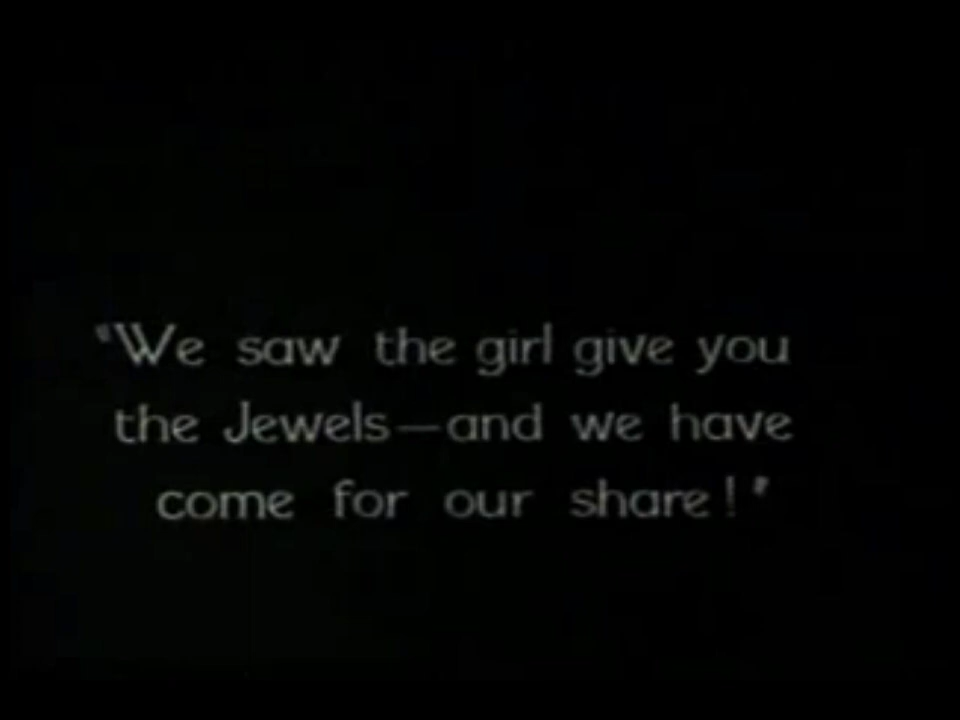 "We saw the girl give you
the Jewels—and we have
come for our share!"